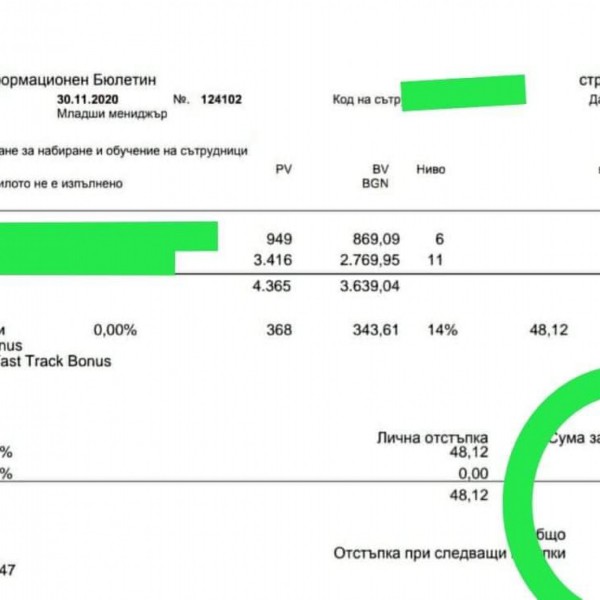 ормационен Бюлетин
стр
30.11.2020 №. 124102 Код на сътр
Да
Младши мениджър
ане за набиране и обучение на сътрудници
PV BV Ниво
илото не е изпълнено BGN
949 869,09 6
3.416 2.769,95 11
4.365 3.639,04
и 0,00% 368 343,61 14% 48,12
nus
ast Track Bonus
Лична отстъпка Сума за
% 48,12
% 0,00
48,12
бщо
Отстъпка при следващи пки
47